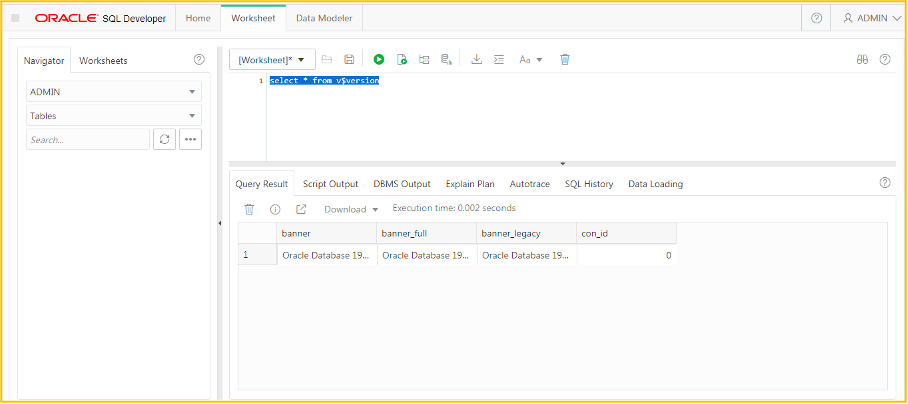 ORACLE SQL Developer Home Worksheet Data Modeler ADMIN
Navigator Worksheets
ADMIN
Tables
Search...
[Worksheet]*
Aa
1 select * from v$version
Query Result Script Output DBMS Output Explain Plan Autotrace SQL History Data Loading
Download Execution time: 0.002 seconds
banner banner_full banner_legacy con_id
1 Oracle Database 19... Oracle Database 19... Oracle Database 19... 0